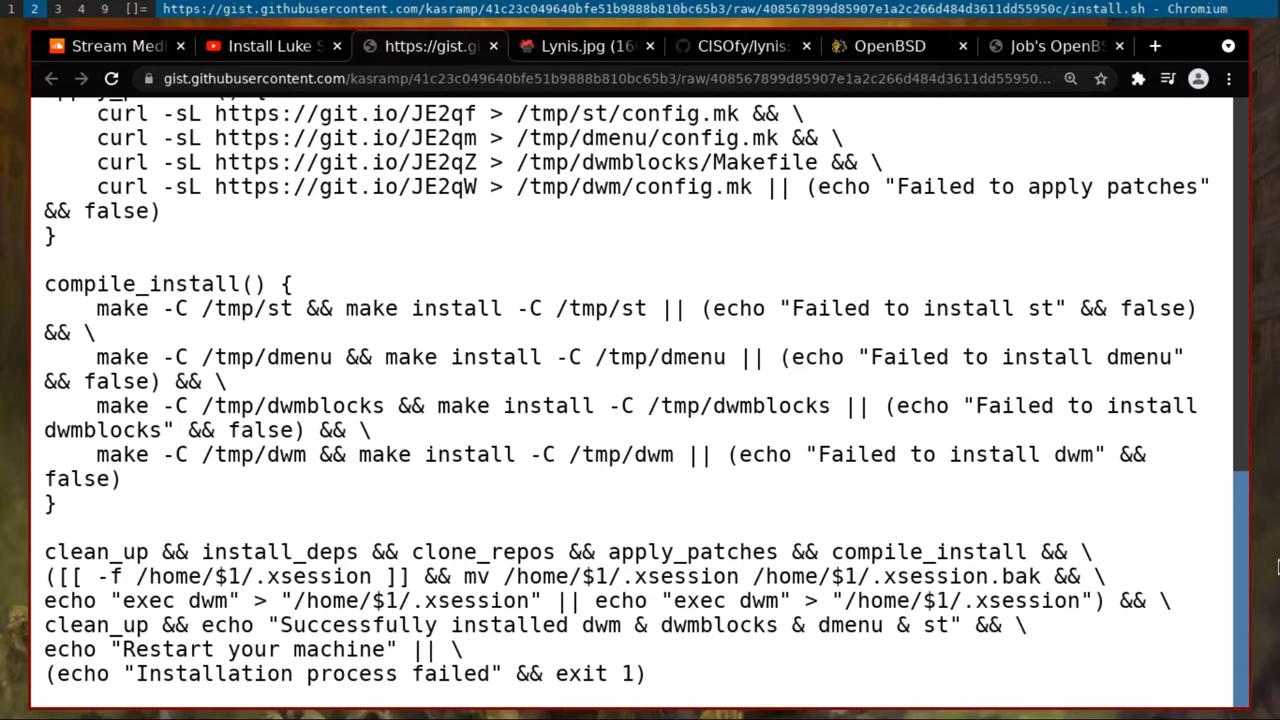 1 2 3 4 9 []= https://gist.githubusercontent.com/kasramp/41c23c049640bfe51b9888b810bc65b3/raw/408567899d85907e1a2c266d484d3611dd55950c/install.sh - Chromium
Stream Med Install Luke S https://gist.g Lynis.jpg (16 CISOfy/lynis: OpenBSD Job's OpenBS
gist.githubusercontent.com/kasramp/41c23c049640bfe51b9888b810bc65b3/raw/408567899d85907e1a2c266d484d3611dd55950...
curl -sL https://git.io/JE2qf > /tmp/st/config.mk && \
curl -sL https://git.io/JE2qm > /tmp/dmenu/config.mk && \
curl -sL https://git.io/JE2qZ > /tmp/dwmblocks/Makefile && \
curl -sL https://git.io/JE2qW > /tmp/dwm/config.mk || (echo "Failed to apply patches"
&& false)
}
compile_install() {
make -C /tmp/st && make install -C /tmp/st || (echo "Failed to install st" && false)
&& \
make -C /tmp/dmenu && make install -C /tmp/dmenu || (echo "Failed to install dmenu"
&& false) && \
make -C /tmp/dwmblocks && make install -C /tmp/dwmblocks || (echo "Failed to install
dwmblocks" && false) && \
make -C /tmp/dwm && make install -C /tmp/dwm || (echo "Failed to install dwm" &&
false)
}
clean_up && install_deps && clone_repos && apply_patches && compile_install && \
([[ -f /home/$1/.xsession ]] && mv /home/$1/.xsession /home/$1/.xsession.bak && \
echo "exec dwm" > "/home/$1/.xsession" || echo "exec dwm" > "/home/$1/.xsession") && \
clean_up && echo "Successfully installed dwm & dwmblocks & dmenu & st" && \
echo "Restart your machine" || \
(echo "Installation process failed" && exit 1)